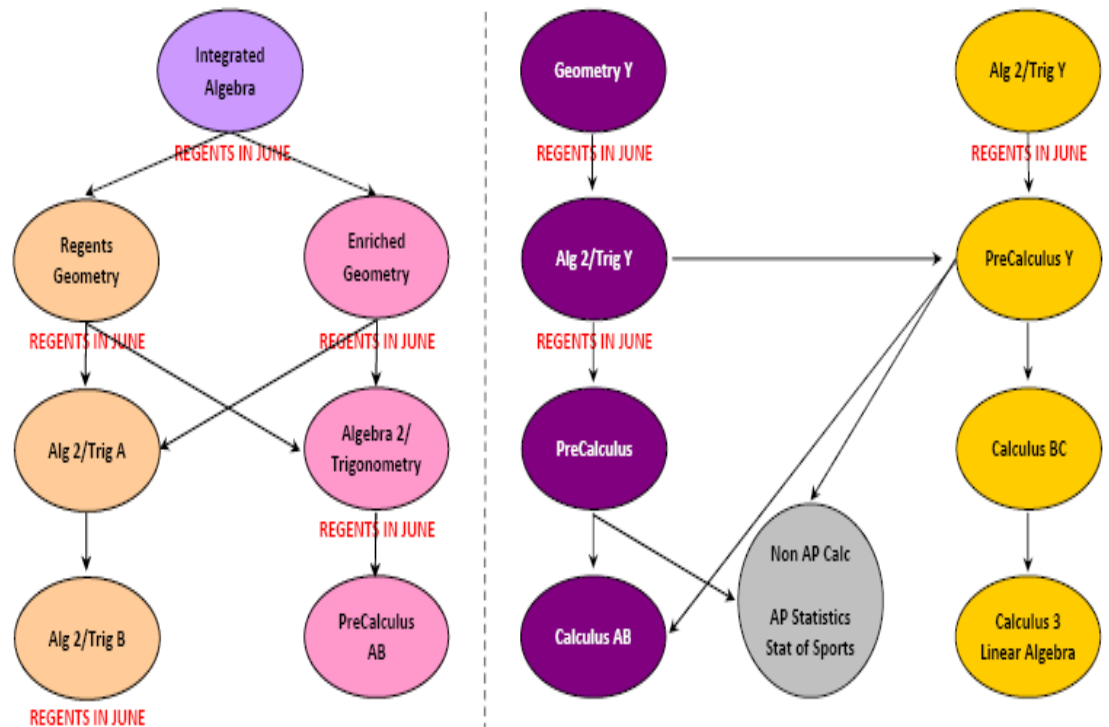 Integrated
Algebra
REGENTS IN JUNE
Regents
Geometry
Enriched
Geometry
REGENTS IN JUNE
REGENTS IN JUNE
Alg 2/Trig A
Algebra 2/
Trigonometry
REGENTS IN JUNE
Alg 2/Trig B
PreCalculus
AB
REGENTS IN JUNE
Geometry Y
Alg 2/Trig Y
REGENTS IN JUNE
REGENTS IN JUNE
Alg 2/Trig Y
PreCalculus Y
REGENTS IN JUNE
PreCalculus
Calculus BC
Non AP Calc
AP Statistics
Stat of Sports
Calculus AB
Calculus 3
Linear Algebra